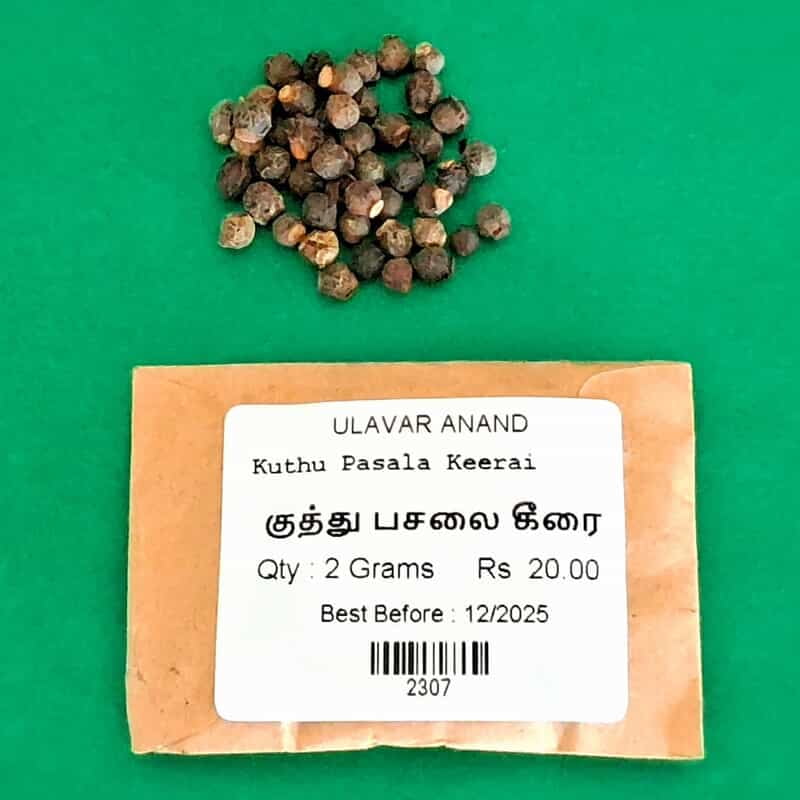 ULAVAR ANAND
Kuthu Pasala Keerai
குத்து பசலை கீரை
Qty : 2 Grams Rs 20.00
Best Before : 12/2025
2307